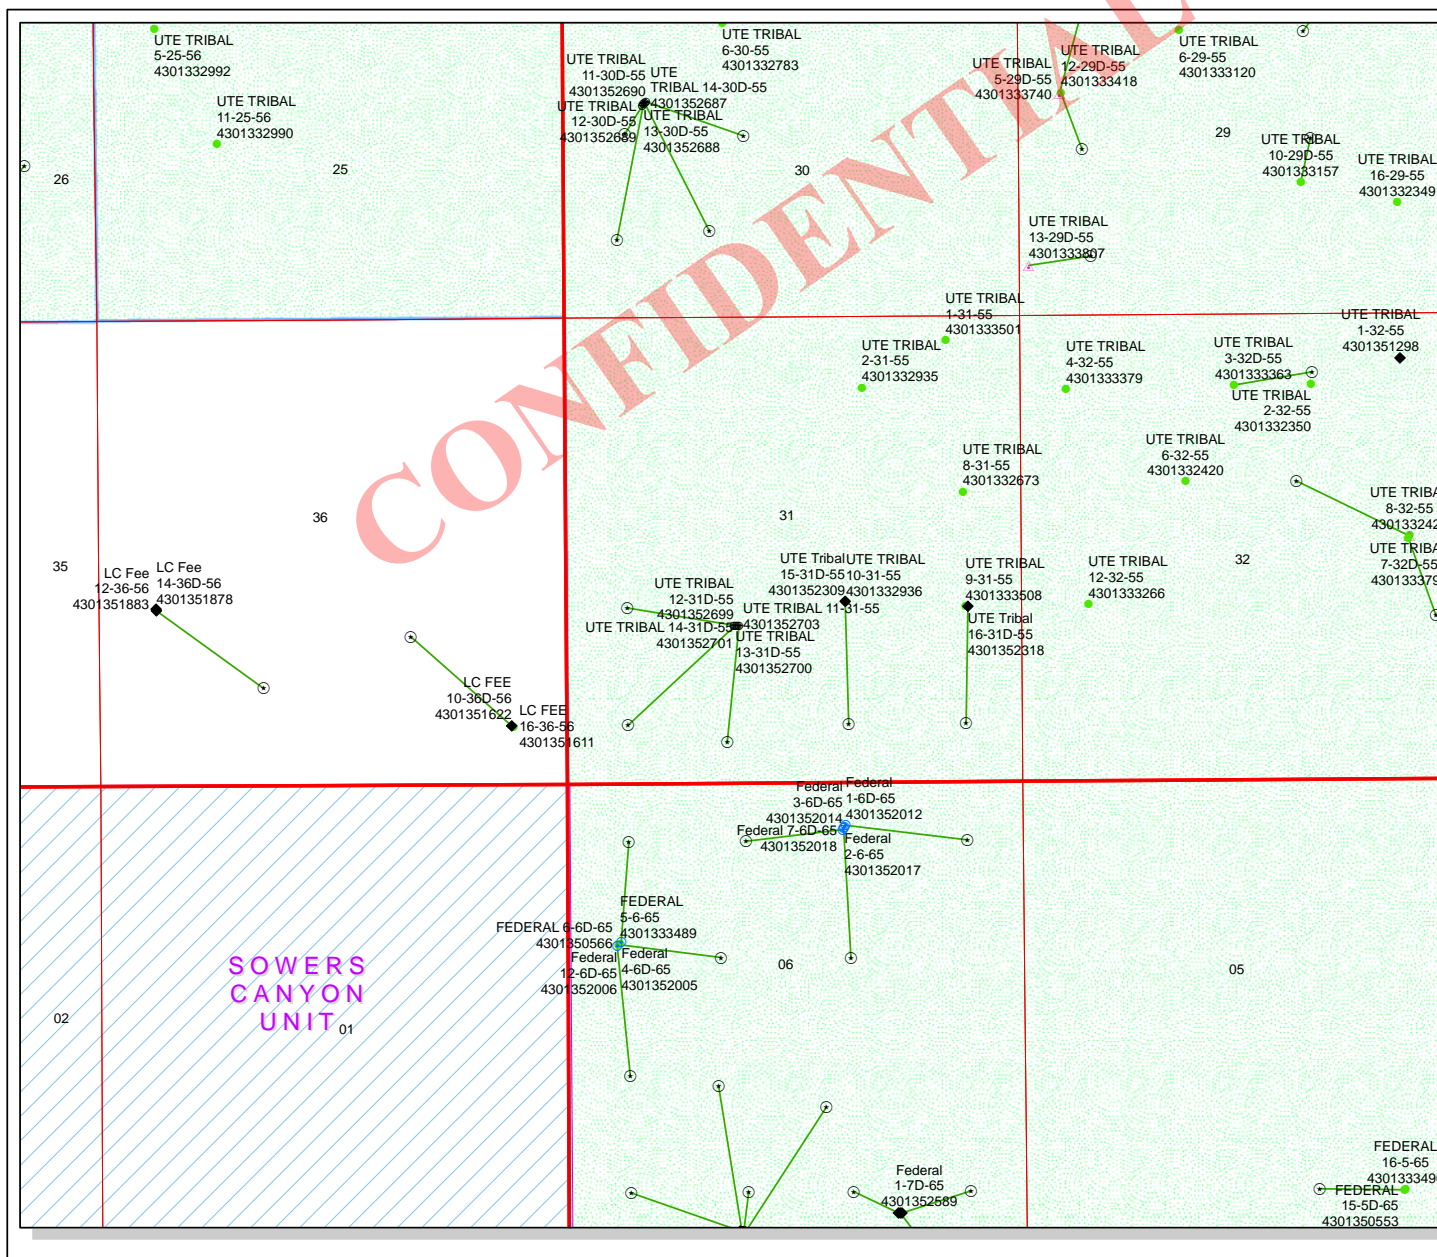 CONFIDENTIAL
UTE TRIBAL
5-25-56
4301332992
UTE TRIBAL
11-25-56
4301332990
26
25
UTE TRIBAL
11-30D-55
4301352690
UTE
TRIBAL 14-30D-55
4301352687
UTE TRIBAL
12-30D-55
4301352689
UTE TRIBAL
13-30D-55
4301352688
UTE TRIBAL
6-30-55
4301332783
30
UTE TRIBAL
5-29D-55
4301333740
UTE TRIBAL
12-29D-55
4301333418
UTE TRIBAL
6-29-55
4301333120
29
UTE TRIBAL
10-29D-55
4301333157
UTE TRIBAL
16-29-55
4301332349
UTE TRIBAL
13-29D-55
4301333807
UTE TRIBAL
1-31-55
4301333501
UTE TRIBAL
2-31-55
4301332935
UTE TRIBAL
4-32-55
4301333379
UTE TRIBAL
3-32D-55
4301333363
UTE TRIBAL
1-32-55
4301351298
UTE TRIBAL
2-32-55
4301332350
UTE TRIBAL
8-31-55
4301332673
UTE TRIBAL
6-32-55
4301332420
UTE TRIBA
8-32-55
430133242
UTE TRIBA
7-32D-55
430133379
36
31
32
35
LC Fee
12-36-56
4301351883
LC Fee
14-36D-56
4301351878
UTE TRIBAL
12-31D-55
4301352699
UTE Tribal
15-31D-55
4301352309
UTE TRIBAL
10-31-55
4301332936
UTE TRIBAL 11-31-55
4301352703
UTE TRIBAL 14-31D-55
4301352701
UTE TRIBAL
13-31D-55
4301352700
UTE TRIBAL
9-31-55
4301333508
UTE Tribal
16-31D-55
4301352318
UTE TRIBAL
12-32-55
4301333266
LC FEE
10-36D-56
4301351622
LC FEE
16-36-56
4301351611
Federal
3-6D-65
4301352014
Federal
1-6D-65
4301352012
Federal 7-6D-65
4301352018
Federal
2-6-65
4301352017
FEDERAL
5-6-65
4301333489
FEDERAL 6-6D-65
4301350566
Federal
12-6D-65
4301352006
Federal
4-6D-65
4301352005
06
05
SOWERS
CANYON
UNIT
02
01
Federal
1-7D-65
4301352589
FEDERAL
16-5-65
430133349
FEDERAL
15-5D-65
4301350553